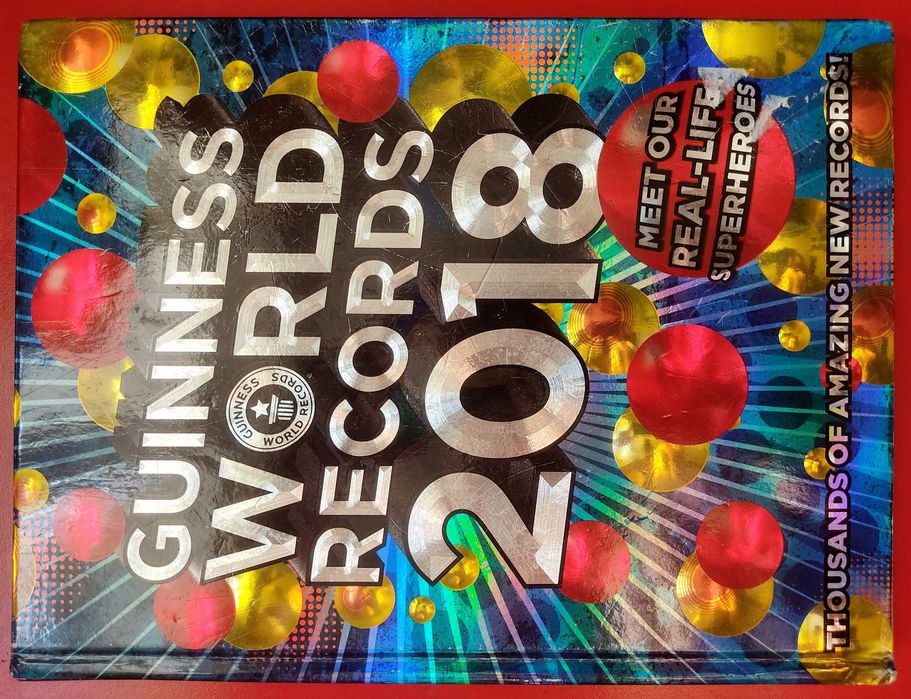 GUINNESS
WORLD
GUINNESS
WORLD RECORDS
RECORDS
2018
MEET OUR
REAL-LIFE
SUPERHEROES
THOUSANDS OF AMAZING NEW RECORDS!